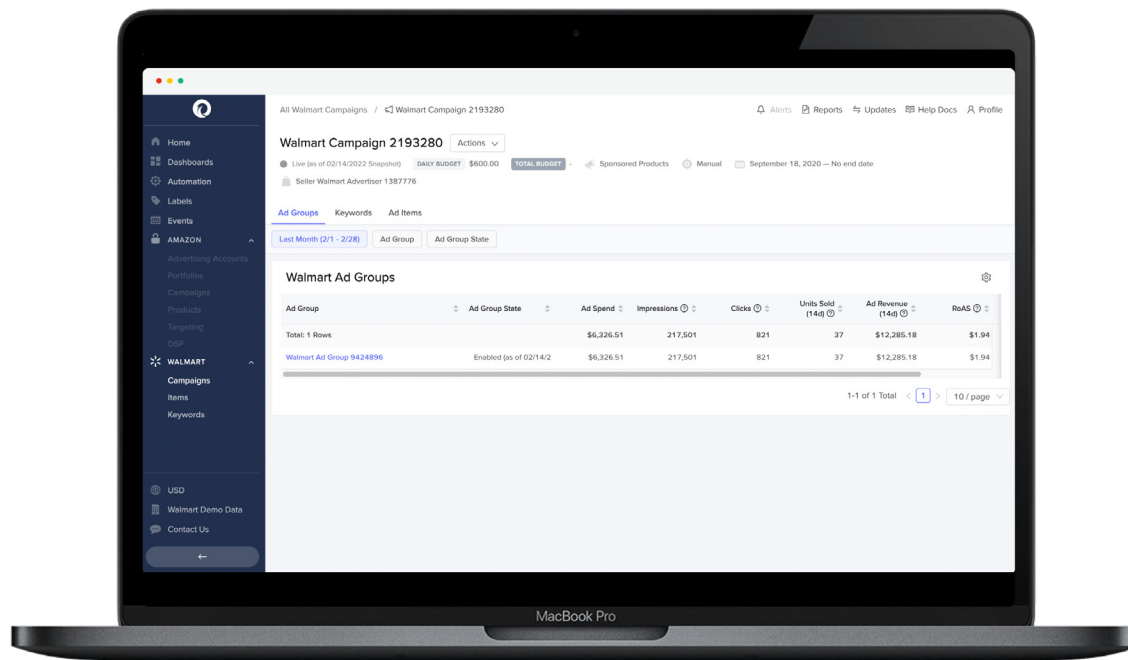 All Walmart Campaigns / Walmart Campaign 2193280
Alerts Reports Updates Help Docs Profile
Home
Dashboards
Automation
Labels
Events
AMAZON
Advertising Accounts
Portfolios
Campaigns
Products
Targeting
DSP
WALMART
Campaigns
Items
Keywords
USD
Walmart Demo Data
Contact Us
Walmart Campaign 2193280 Actions
Live (as of 02/14/2022 Snapshot) DAILY BUDGET $600.00 TOTAL BUDGET - Sponsored Products Manual September 18, 2020 — No end date
Seller Walmart Advertiser 1387776
Ad Groups Keywords Ad Items
Last Month (2/1 - 2/28) Ad Group Ad Group State
Walmart Ad Groups
Ad Group Ad Group State Ad Spend Impressions Clicks Units Sold (14d) Ad Revenue (14d) RoAS
Total: 1 Rows $6,326.51 217,501 821 37 $12,285.18 $1.94
Walmart Ad Group 9424896 Enabled (as of 02/14/2 $6,326.51 217,501 821 37 $12,285.18 $1.94
1-1 of 1 Total < 1 > 10 / page
MacBook Pro